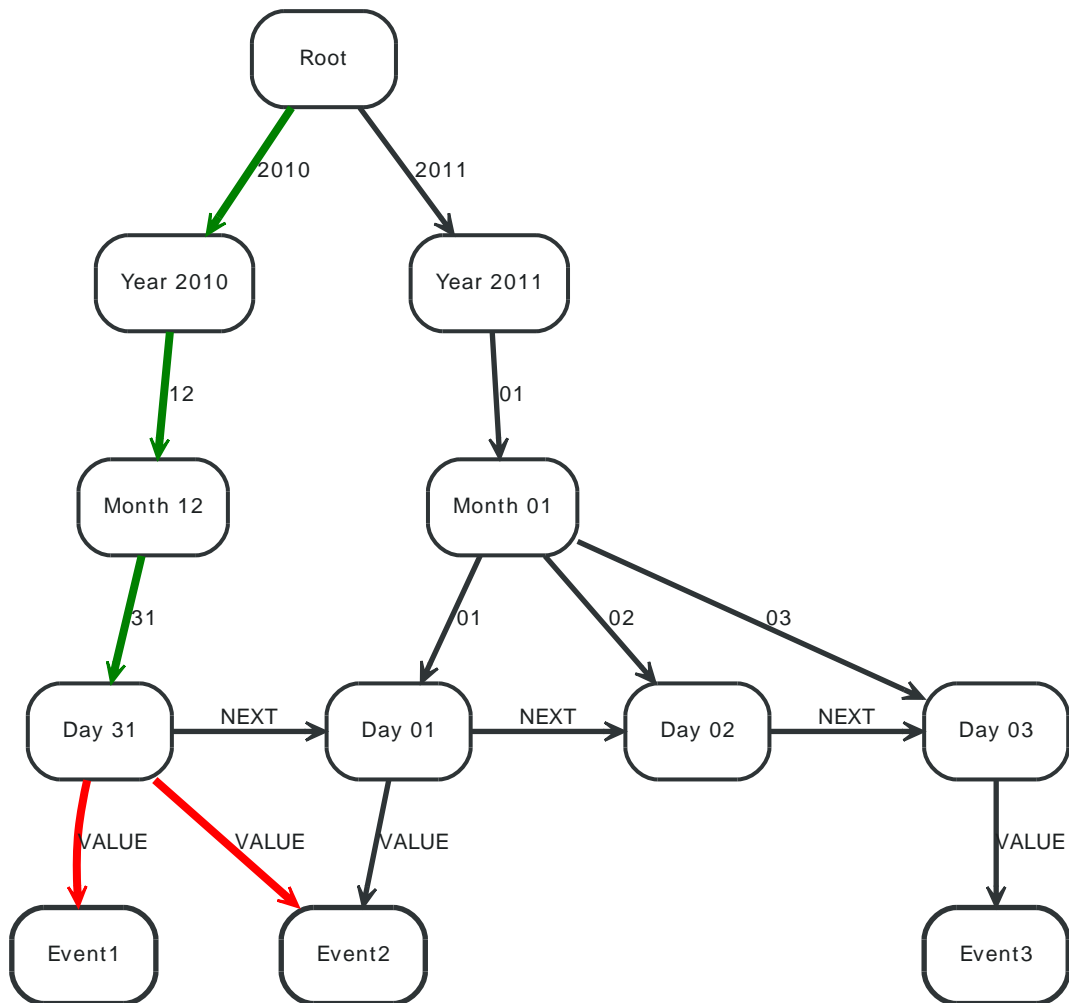 Root
2010
2011
Year 2010
Year 2011
12
01
Month 12
Month 01
31
01
02
03
Day 31
NEXT
Day 01
NEXT
Day 02
NEXT
Day 03
VALUE
VALUE
VALUE
VALUE
Event1
Event2
Event3